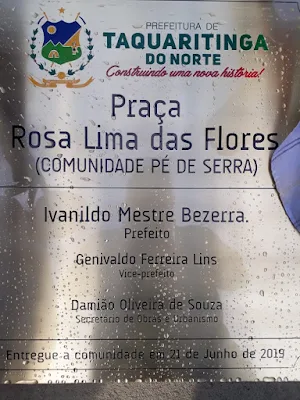 PREFEITURA DE
TAQUARITINGA
DO NORTE
Construindo uma nova história!
Praça
Rosa Lima das Flores
(COMUNIDADE PÉ DE SERRA)
Ivanildo Mestre Bezerra.
Prefeito
Genivaldo Ferreira Lins
Vice-prefeito
Damião Oliveira de Souza
Secretário de Obras e Urbanismo
Entregue a comunidade em 21 de Junho de 2019